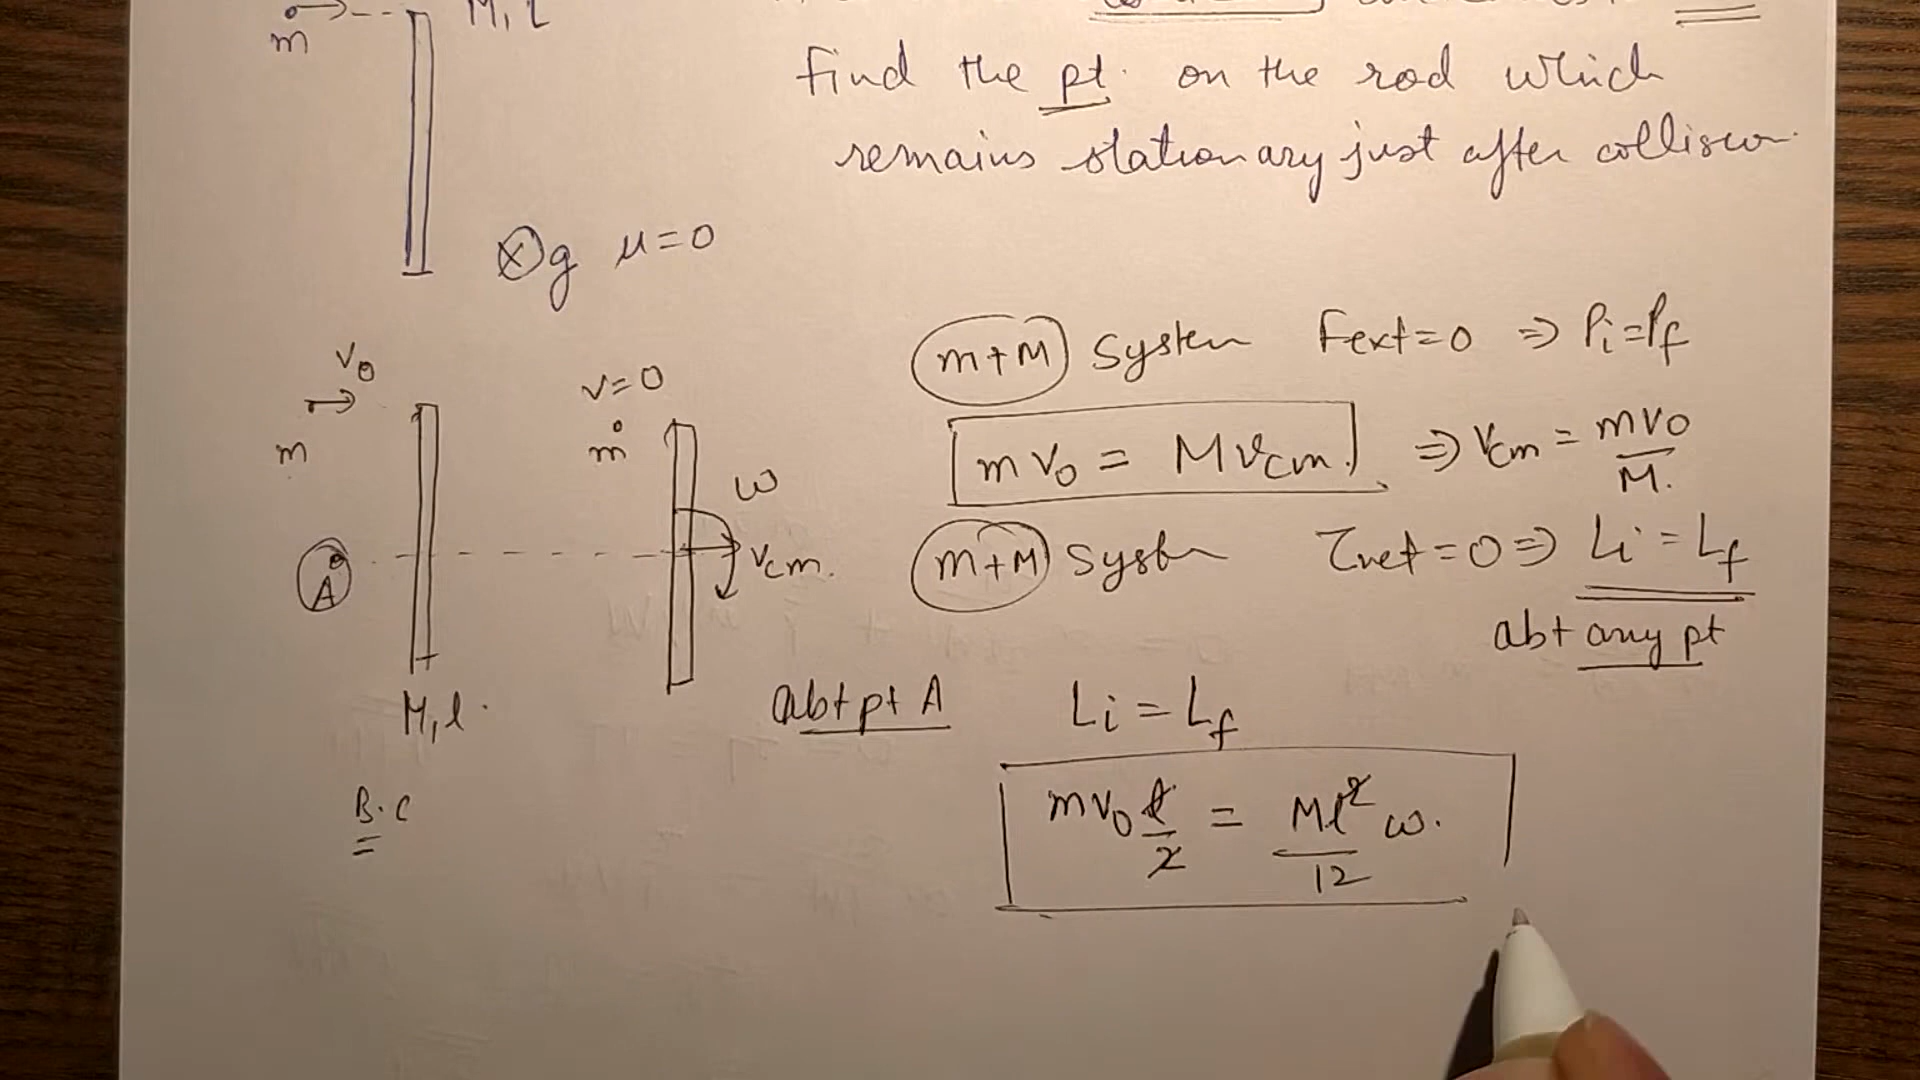 m
M, l
find the pt. on the rod which
remains stationary just after collision.
⊗g μ=0
m+M System Fext=0 ⇒ Pi=Pf
v₀
m
v=0
m
mv₀ = Mvcm. ⇒ Vcm = mv₀/M.
ω
vcm.
A
m+M System τnet=0 ⇒ Li = Lf
abt any pt
M, l.
abt pt A Li = Lf
B.C
mv₀ l/2 = Ml²/12 ω.